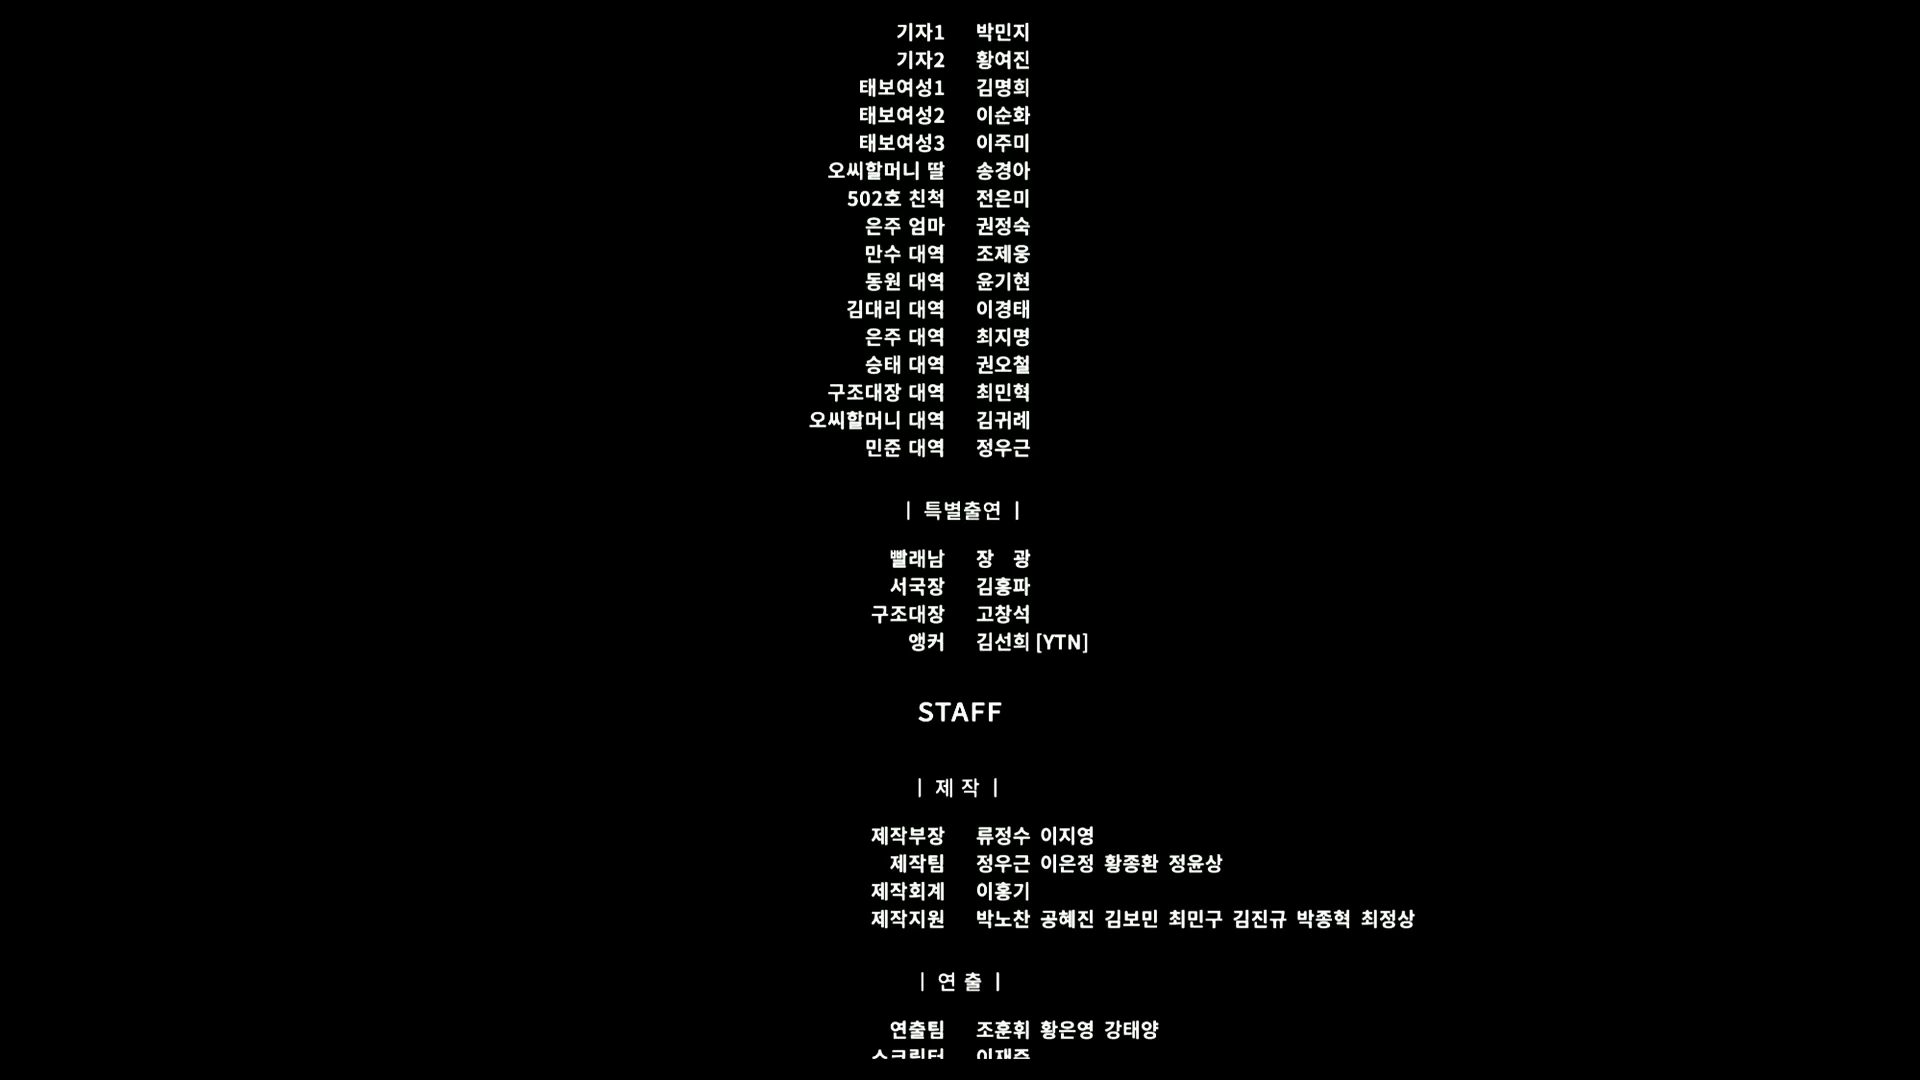 기자1 박민지
기자2 황여진
태보여성1 김명희
태보여성2 이순화
태보여성3 이주미
오씨할머니 딸 송경아
502호 친척 전은미
은주 엄마 권정숙
만수 대역 조제웅
동원 대역 윤기현
김대리 대역 이경태
은주 대역 최지명
승태 대역 권오철
구조대장 대역 최민혁
오씨할머니 대역 김귀례
민준 대역 정우근
| 특별출연 |
빨래남 장 광
서국장 김홍파
구조대장 고창석
앵커 김선희 [YTN]
STAFF
| 제 작 |
제작부장 류정수 이지영
제작팀 정우근 이은정 황종환 정윤상
제작회계 이홍기
제작지원 박노찬 공혜진 김보민 최민구 김진규 박종혁 최정상
| 연 출 |
연출팀 조훈휘 황은영 강태양
스크립터